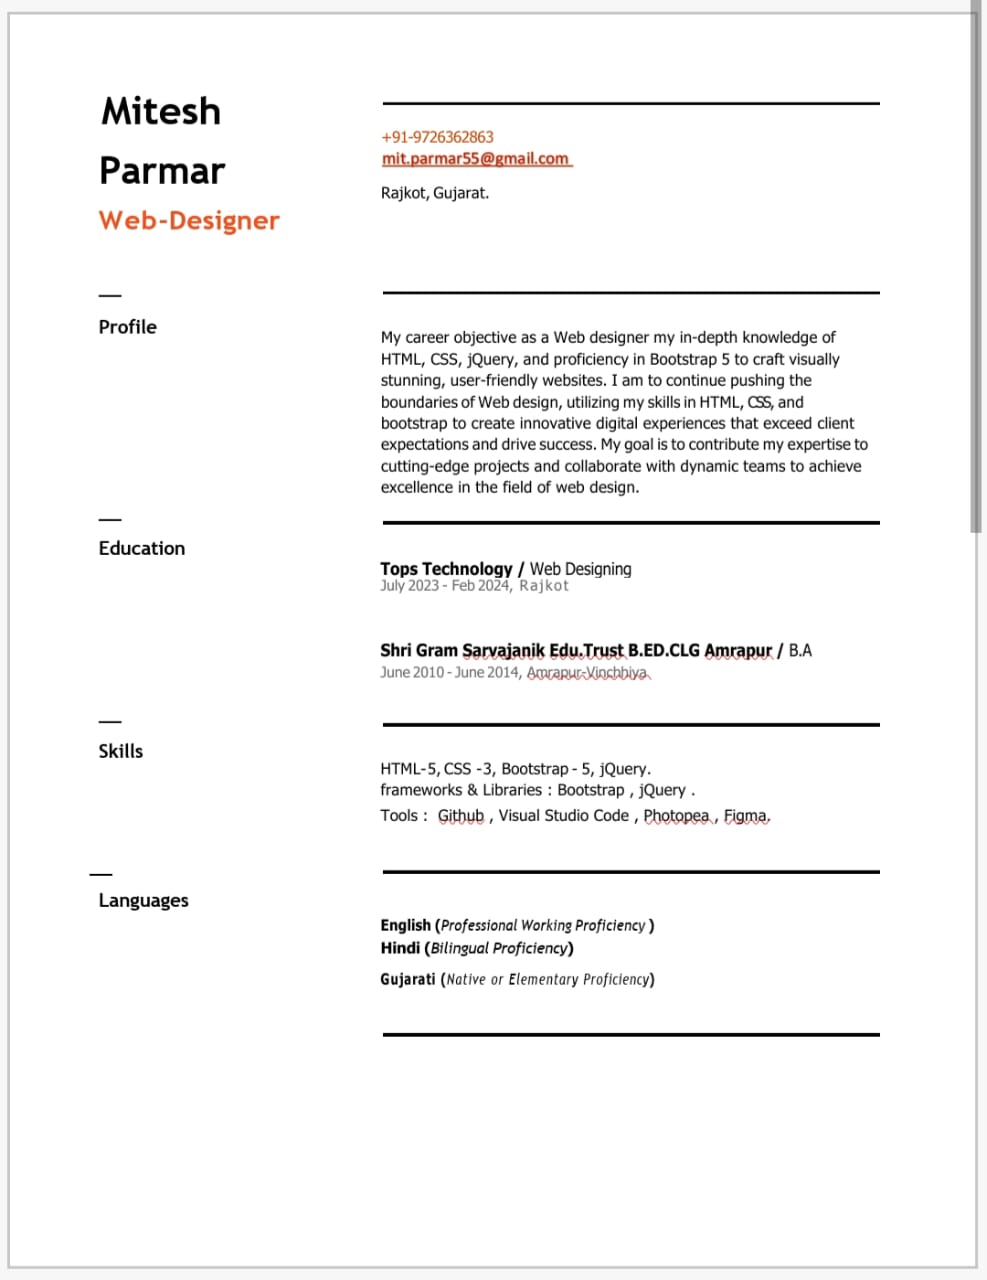 Mitesh
Parmar
Web-Designer
+91-9726362863
mit.parmar55@gmail.com
Rajkot, Gujarat.
Profile
My career objective as a Web designer my in-depth knowledge of
HTML, CSS, jQuery, and proficiency in Bootstrap 5 to craft visually
stunning, user-friendly websites. I am to continue pushing the
boundaries of Web design, utilizing my skills in HTML, CSS, and
bootstrap to create innovative digital experiences that exceed client
expectations and drive success. My goal is to contribute my expertise to
cutting-edge projects and collaborate with dynamic teams to achieve
excellence in the field of web design.
Education
Tops Technology / Web Designing
July 2023 - Feb 2024, Rajkot
Shri Gram Sarvajanik Edu.Trust B.ED.CLG Amrapur / B.A
June 2010 - June 2014, Amrapur-Vinchhiya.
Skills
HTML-5, CSS -3, Bootstrap - 5, jQuery.
frameworks & Libraries : Bootstrap , jQuery .
Tools : Github , Visual Studio Code , Photopea , Figma.
Languages
English (Professional Working Proficiency )
Hindi (Bilingual Proficiency)
Gujarati (Native or Elementary Proficiency)